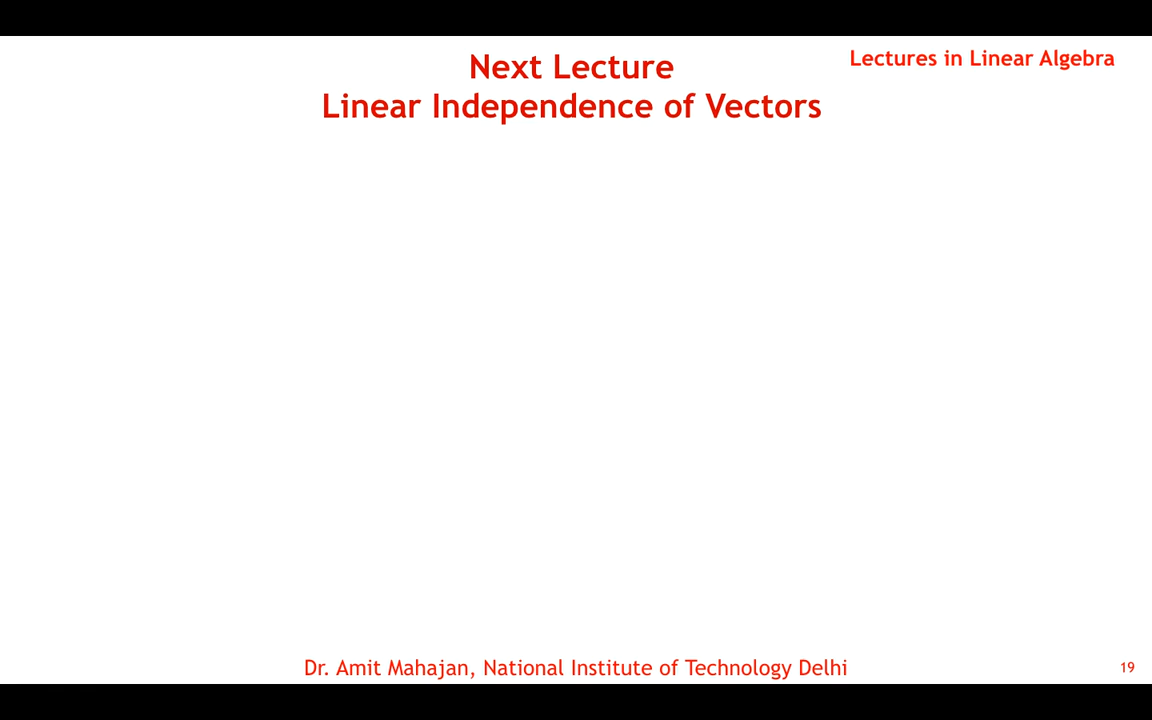 Next Lecture
Lectures in Linear Algebra
Linear Independence of Vectors
Dr. Amit Mahajan, National Institute of Technology Delhi
19